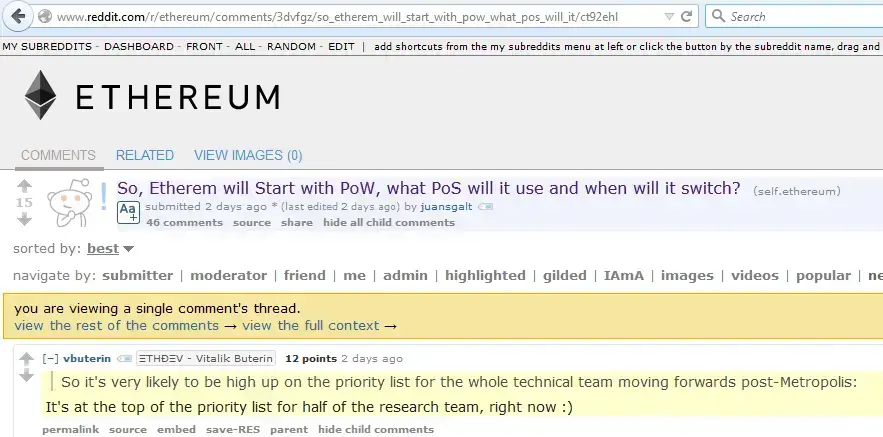 www.reddit.com/r/ethereum/comments/3dvfgz/so_etherem_will_start_with_pow_what_pos_will_it/ct92ehl
Search
MY SUBREDDITS - DASHBOARD - FRONT - ALL - RANDOM - EDIT | add shortcuts from the my subreddits menu at left or click the button by the subreddit name, drag and
ETHEREUM
COMMENTS RELATED VIEW IMAGES (0)
15
So, Etherem will Start with PoW, what PoS will it use and when will it switch? (self.ethereum)
Aa+ submitted 2 days ago * (last edited 2 days ago) by juansgalt
46 comments source share hide all child comments
sorted by: best
navigate by: submitter | moderator | friend | me | admin | highlighted | gilded | IAmA | images | videos | popular | ne
you are viewing a single comment's thread.
view the rest of the comments → view the full context →
[–] vbuterin ΞTHÐΞV - Vitalik Buterin 12 points 2 days ago
So it's very likely to be high up on the priority list for the whole technical team moving forwards post-Metropolis:
It's at the top of the priority list for half of the research team, right now :)
permalink source embed save-RES parent hide child comments